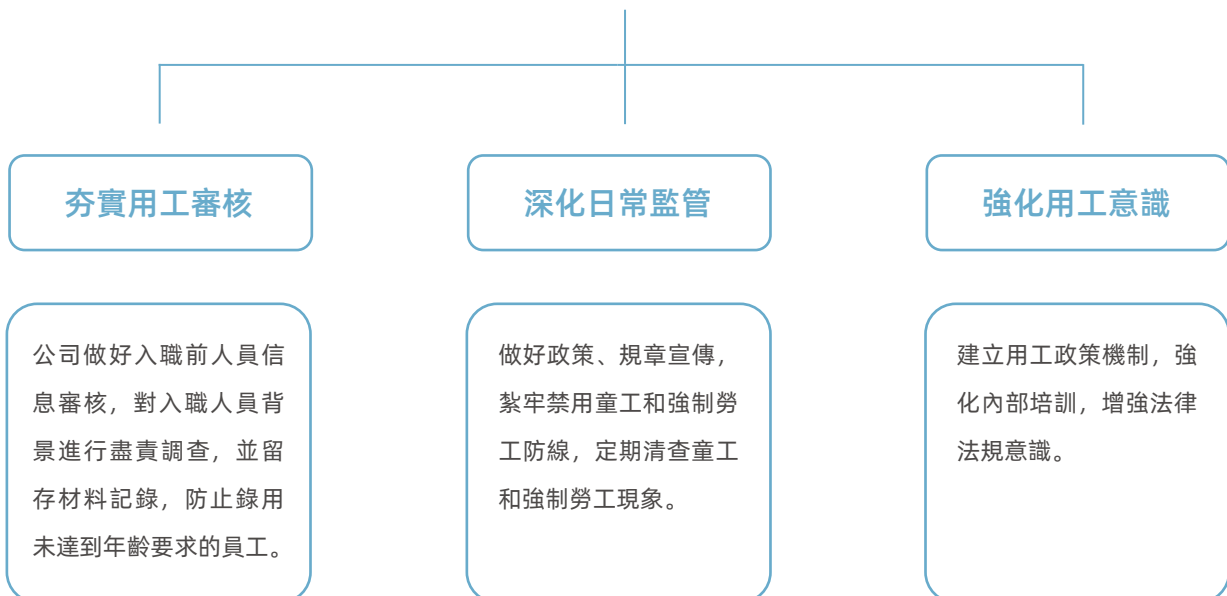 夯實用工審核
深化日常監管
強化用工意識
公司做好入職前人員信
息審核，對入職人員背
景進行盡責調查，並留
存材料記錄，防止錄用
未達到年齡要求的員工。
做好政策、規章宣傳，
紮牢禁用童工和強制勞
工防線，定期清查童工
和強制勞工現象。
建立用工政策機制，強
化內部培訓，增強法律
法規意識。